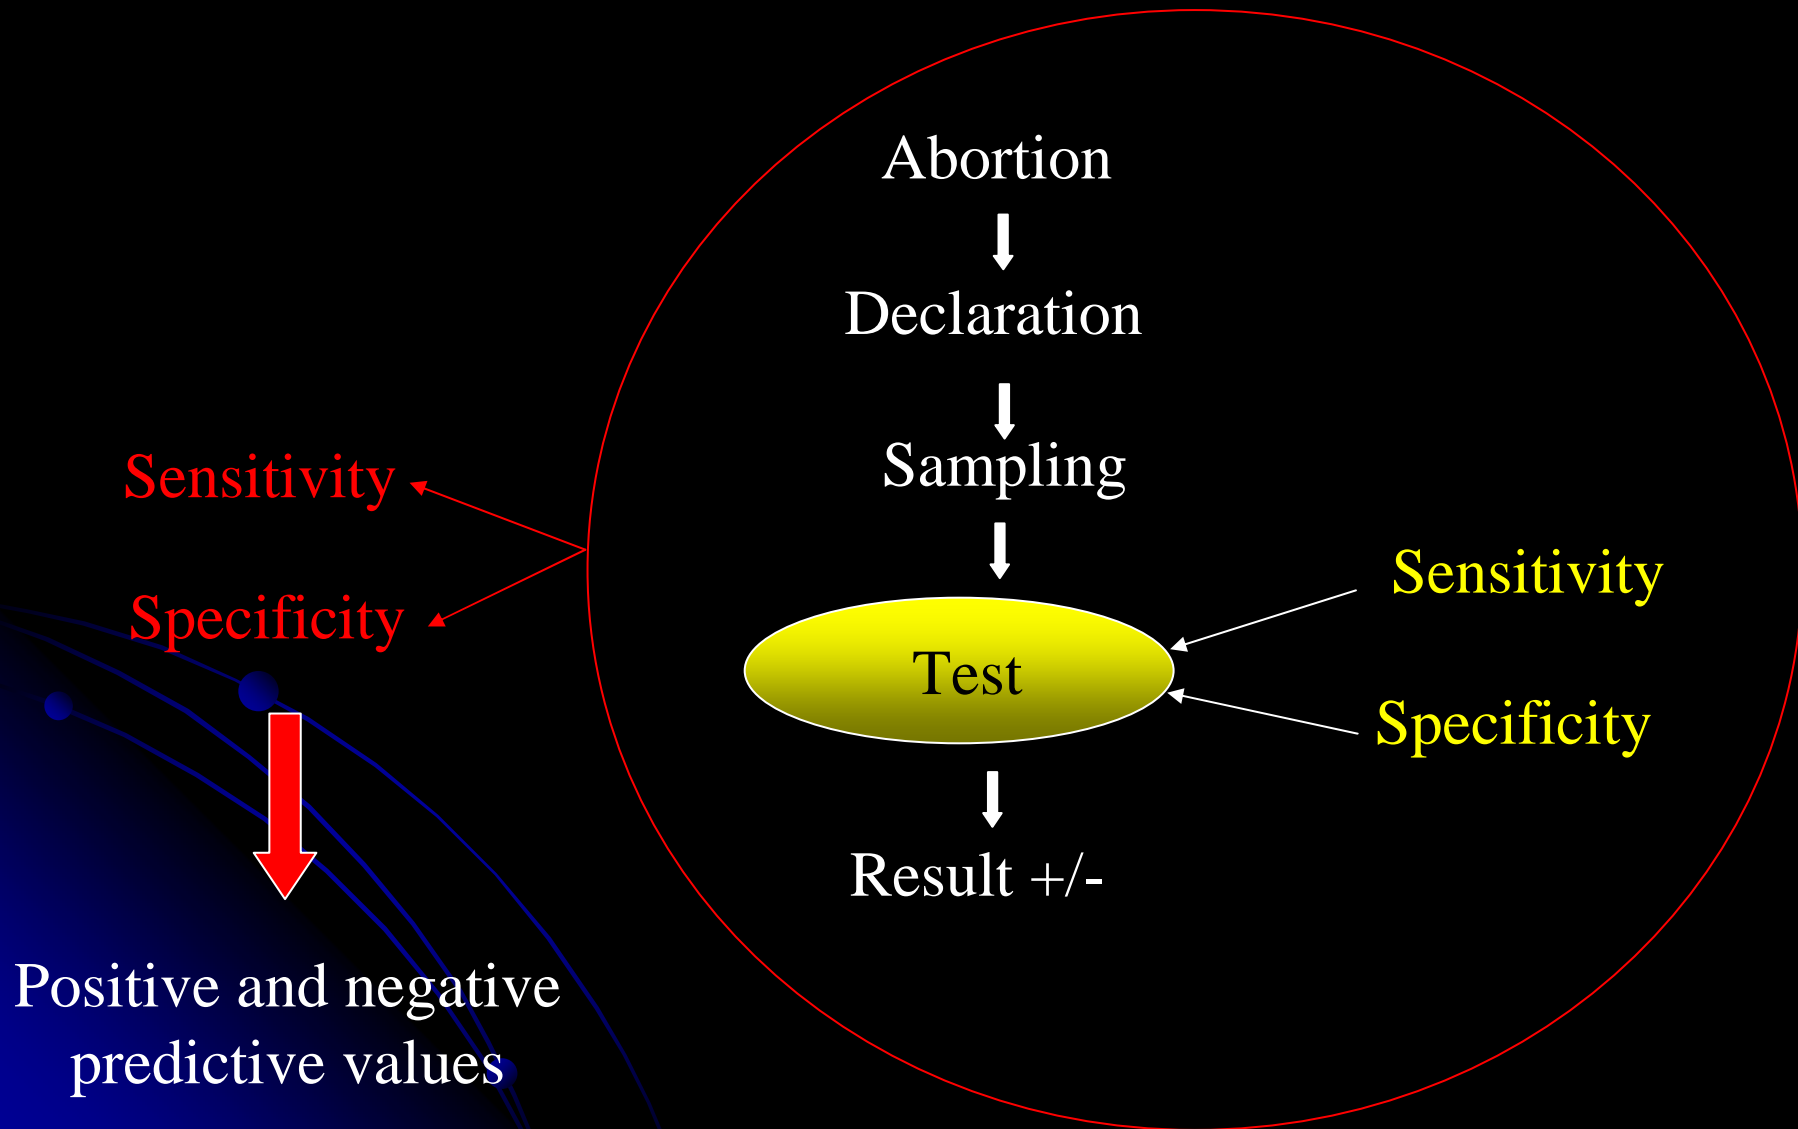 Abortion
Declaration
Sampling
Sensitivity
Specificity
Sensitivity
Specificity
Test
Result +/-
Positive and negative
predictive values